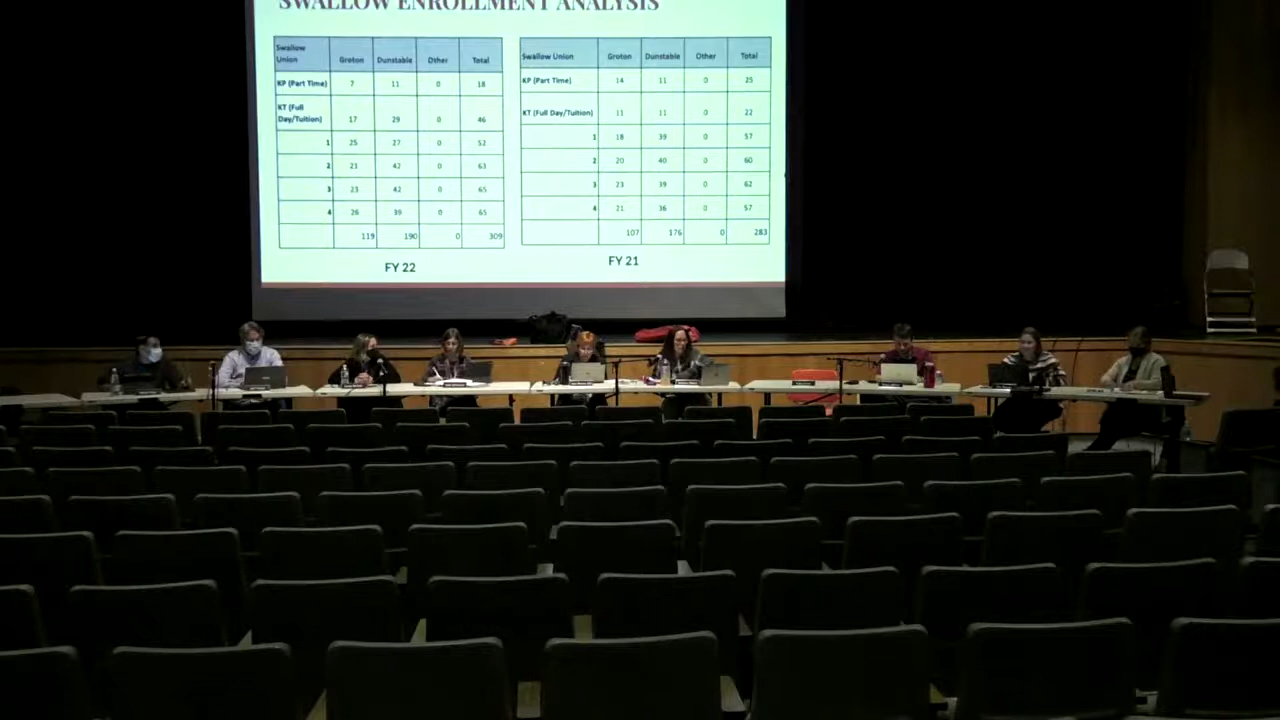 SWALLOW ENROLLMENT ANALYSIS
Swallow
Union Groton Dunstable Other Total
KP (Part Time) 7 11 0 18
KT (Full
Day/Tuition) 17 29 0 46
1 25 27 0 52
2 21 42 0 63
3 23 42 0 65
4 26 39 0 65
119 190 0 309
FY 22
Swallow Union Groton Dunstable Other Total
KP (Part Time) 14 11 0 25
KT (Full Day/Tuition) 11 11 0 22
1 18 39 0 57
2 20 40 0 60
3 23 39 0 62
4 21 36 0 57
107 176 0 283
FY 21